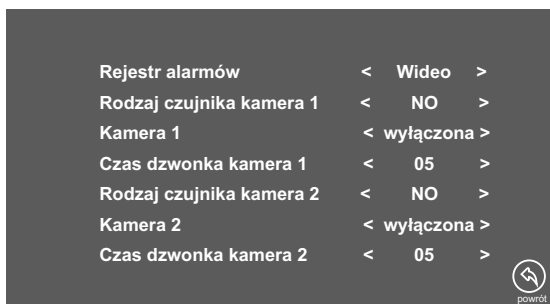 Rejestr alarmów < Wideo >
Rodzaj czujnika kamera 1 < NO >
Kamera 1 < wyłączona >
Czas dzwonka kamera 1 < 05 >
Rodzaj czujnika kamera 2 < NO >
Kamera 2 < wyłączona >
Czas dzwonka kamera 2 < 05 >
powrót